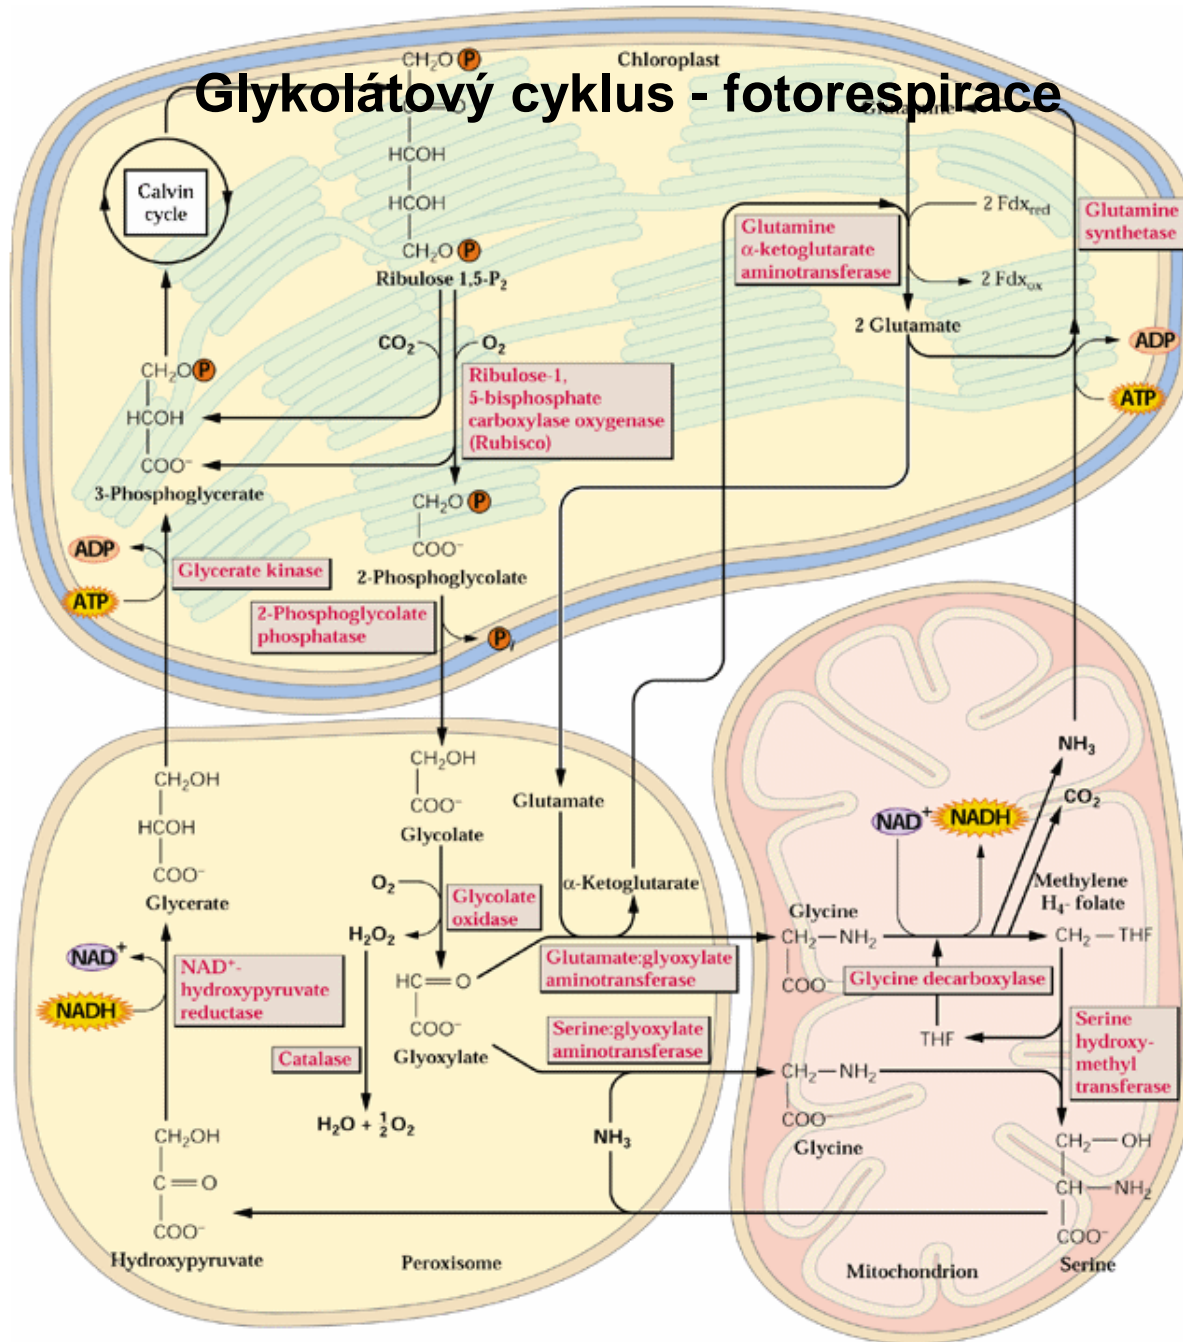 Glykolátový cyklus - fotorespirace
Chloroplast
CH₂O P
C O
HCOH
HCOH
CH₂O P
Ribulose 1,5-P₂
Calvin
cycle
CO₂
O₂
Ribulose-1,
5-bisphosphate
carboxylase oxygenase
(Rubisco)
CH₂O P
HCOH
COO⁻
3-Phosphoglycerate
CH₂O P
COO⁻
2-Phosphoglycolate
ADP
ATP
Glycerate kinase
2-Phosphoglycolate
phosphatase
Pᵢ
Glutamine
Glutamine
α-ketoglutarate
aminotransferase
2 Fdx_red
2 Fdx_ox
Glutamine
synthetase
2 Glutamate
ADP
ATP
CH₂OH
HCOH
COO⁻
Glycerate
NAD⁺
NADH
NAD⁺-
hydroxypyruvate
reductase
CH₂OH
C=O
COO⁻
Hydroxypyruvate
CH₂OH
COO⁻
Glycolate
O₂
H₂O₂
Glycolate
oxidase
HC=O
COO⁻
Glyoxylate
Catalase
H₂O + ½O₂
Glutamate
α-Ketoglutarate
Glutamate:glyoxylate
aminotransferase
Serine:glyoxylate
aminotransferase
NH₃
Peroxisome
NH₃
CO₂
NAD⁺
NADH
Methylene
H₄- folate
Glycine
CH₂—NH₂
COO⁻
CH₂—THF
Glycine decarboxylase
THF
Serine
hydroxy-
methyl
transferase
CH₂—NH₂
COO⁻
Glycine
CH₂—OH
CH—NH₂
COO⁻
Serine
Mitochondrion